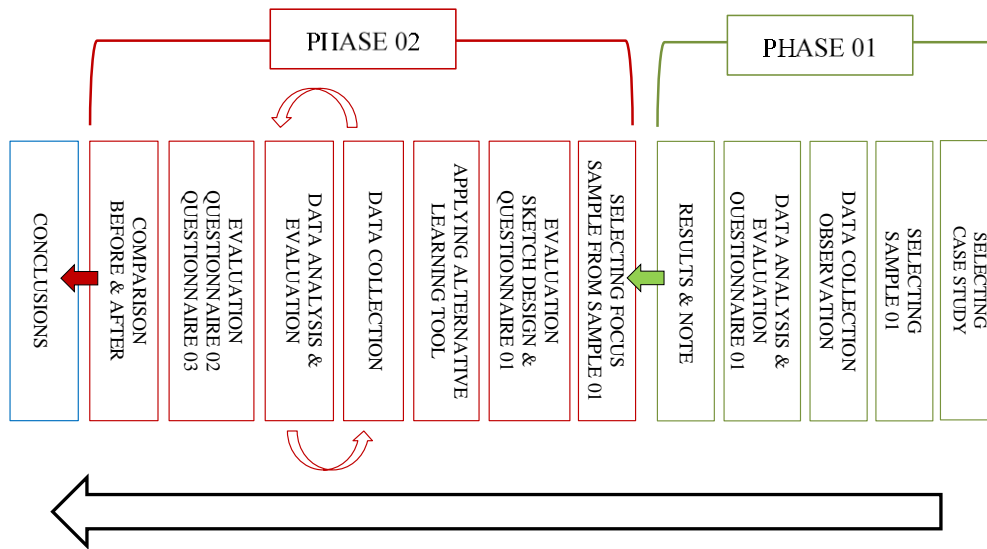 PHASE 01
SELECTING
CASE STUDY
SELECTING
SAMPLE 01
DATA COLLECTION
OBSERVATION
DATA ANALYSIS &
EVALUATION
QUESTIONNAIRE 01
RESULTS & NOTE
PHASE 02
SELECTING FOCUS
SAMPLE FROM SAMPLE 01
EVALUATION
SKETCH DESIGN &
QUESTIONNAIRE 01
APPLYING ALTERNATIVE
LEARNING TOOL
DATA COLLECTION
DATA ANALYSIS &
EVALUATION
EVALUATION
QUESTIONNAIRE 02
QUESTIONNAIRE 03
COMPARISON
BEFORE & AFTER
CONCLUSIONS